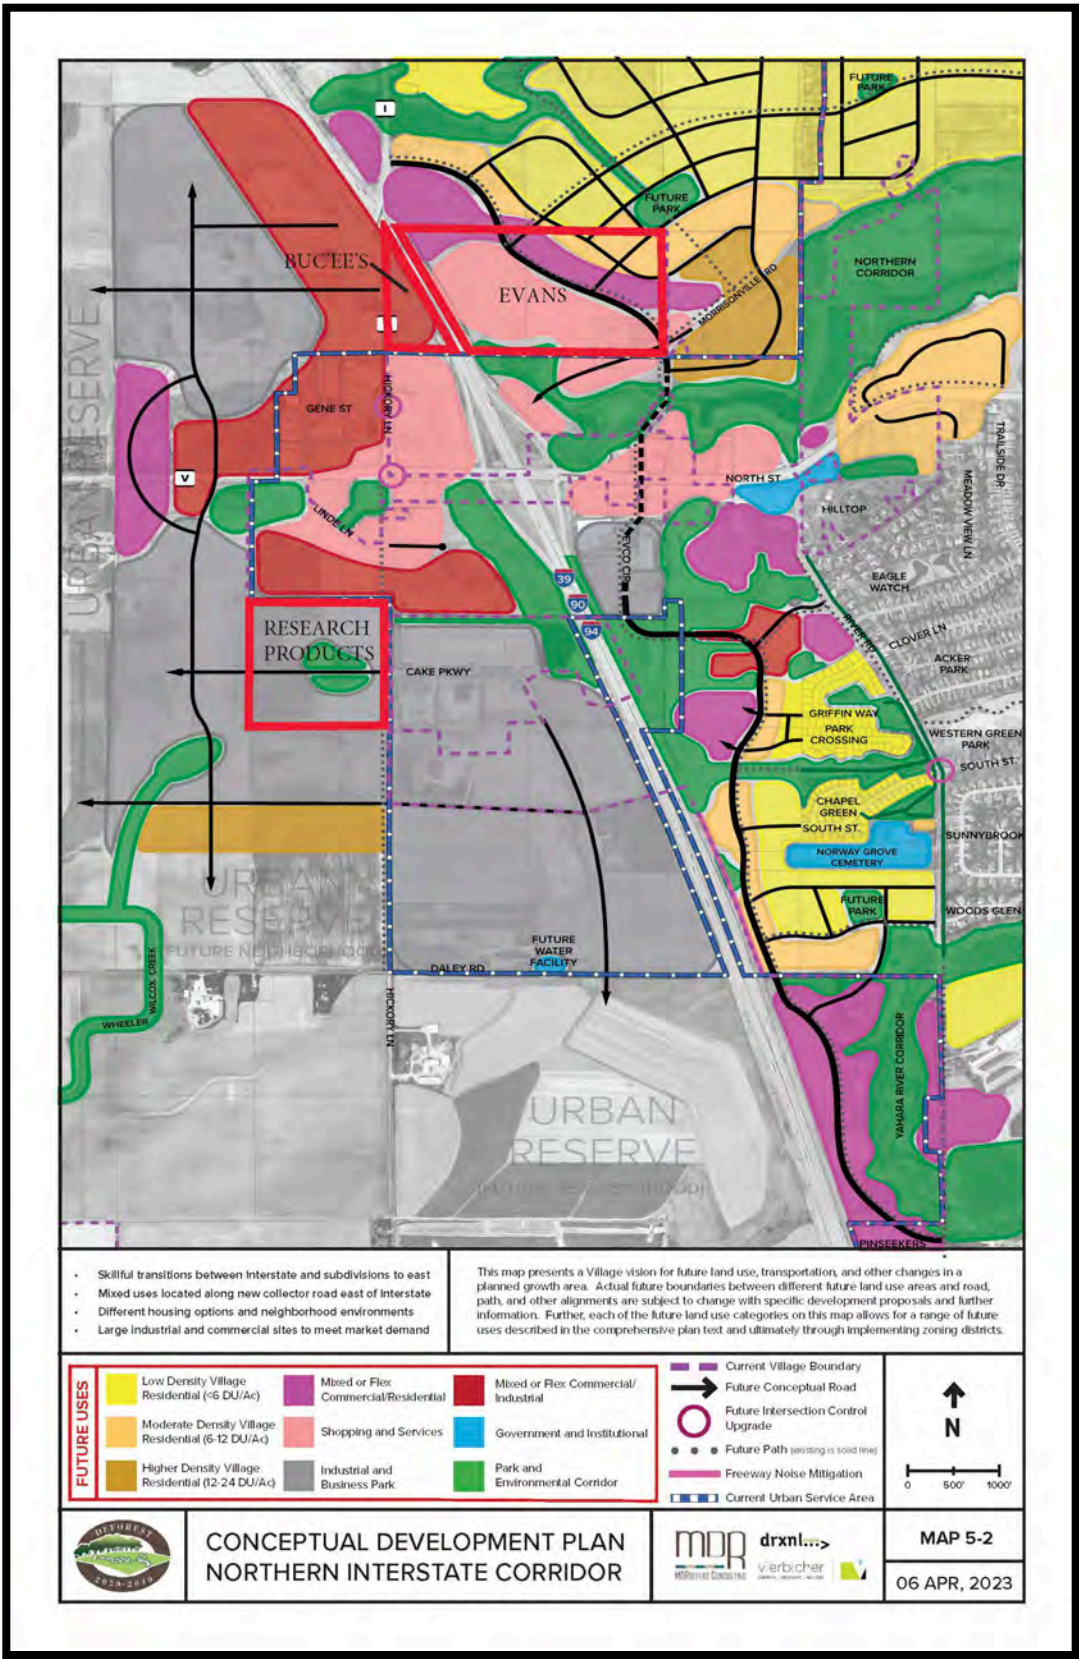 FUTURE
PARK
I
FUTURE
PARK
NORTHERN
CORRIDOR
BUC'EE'S
EVANS
MORRISONVILLE RD
URBAN RESERVE
HICKORY LN
GENE ST
TRAILSIDE DR
V
NORTH ST
MEADOW VIEW LN
LINDE LN
HILLTOP
EVCO CIR
39
90
94
EAGLE
WATCH
RIVER RD
CLOVER LN
RESEARCH
PRODUCTS
ACKER
PARK
CAKE PKWY
GRIFFIN WAY
PARK
CROSSING
WESTERN GREEN
PARK
SOUTH ST.
CHAPEL
GREEN
SOUTH ST.
SUNNYBROOK
NORWAY GROVE
CEMETERY
URBAN
RESERVE
(FUTURE NEIGHBORHOOD)
FUTURE
PARK
WOODS GLEN
FUTURE
WATER
FACILITY
DALEY RD
WILCOX CREEK
WHEELER
HICKORY LN
YAHARA RIVER CORRIDOR
URBAN
RESERVE
(FUTURE NEIGHBORHOOD)
PINSEEKERS
• Skillful transitions between Interstate and subdivisions to east
• Mixed uses located along new collector road east of Interstate
• Different housing options and neighborhood environments
• Large industrial and commercial sites to meet market demand
This map presents a Village vision for future land use, transportation, and other changes in a
planned growth area. Actual future boundaries between different future land use areas and road,
path, and other alignments are subject to change with specific development proposals and further
information. Further, each of the future land use categories on this map allows for a range of future
uses described in the comprehensive plan text and ultimately through implementing zoning districts.
FUTURE USES
Low Density Village
Residential (<6 DU/Ac)
Mixed or Flex
Commercial/Residential
Mixed or Flex Commercial/
Industrial
Moderate Density Village
Residential (6-12 DU/Ac)
Shopping and Services
Government and Institutional
Higher Density Village
Residential (12-24 DU/Ac)
Industrial and
Business Park
Park and
Environmental Corridor
Current Village Boundary
Future Conceptual Road
Future Intersection Control
Upgrade
Future Path (existing is solid line)
Freeway Noise Mitigation
Current Urban Service Area
N
0 500' 1000'
DEFOREST
2020-2040
CONCEPTUAL DEVELOPMENT PLAN
NORTHERN INTERSTATE CORRIDOR
MDR
MDROFFERS CONSULTING
drxnl...>
vierbicher
MAP 5-2
06 APR, 2023